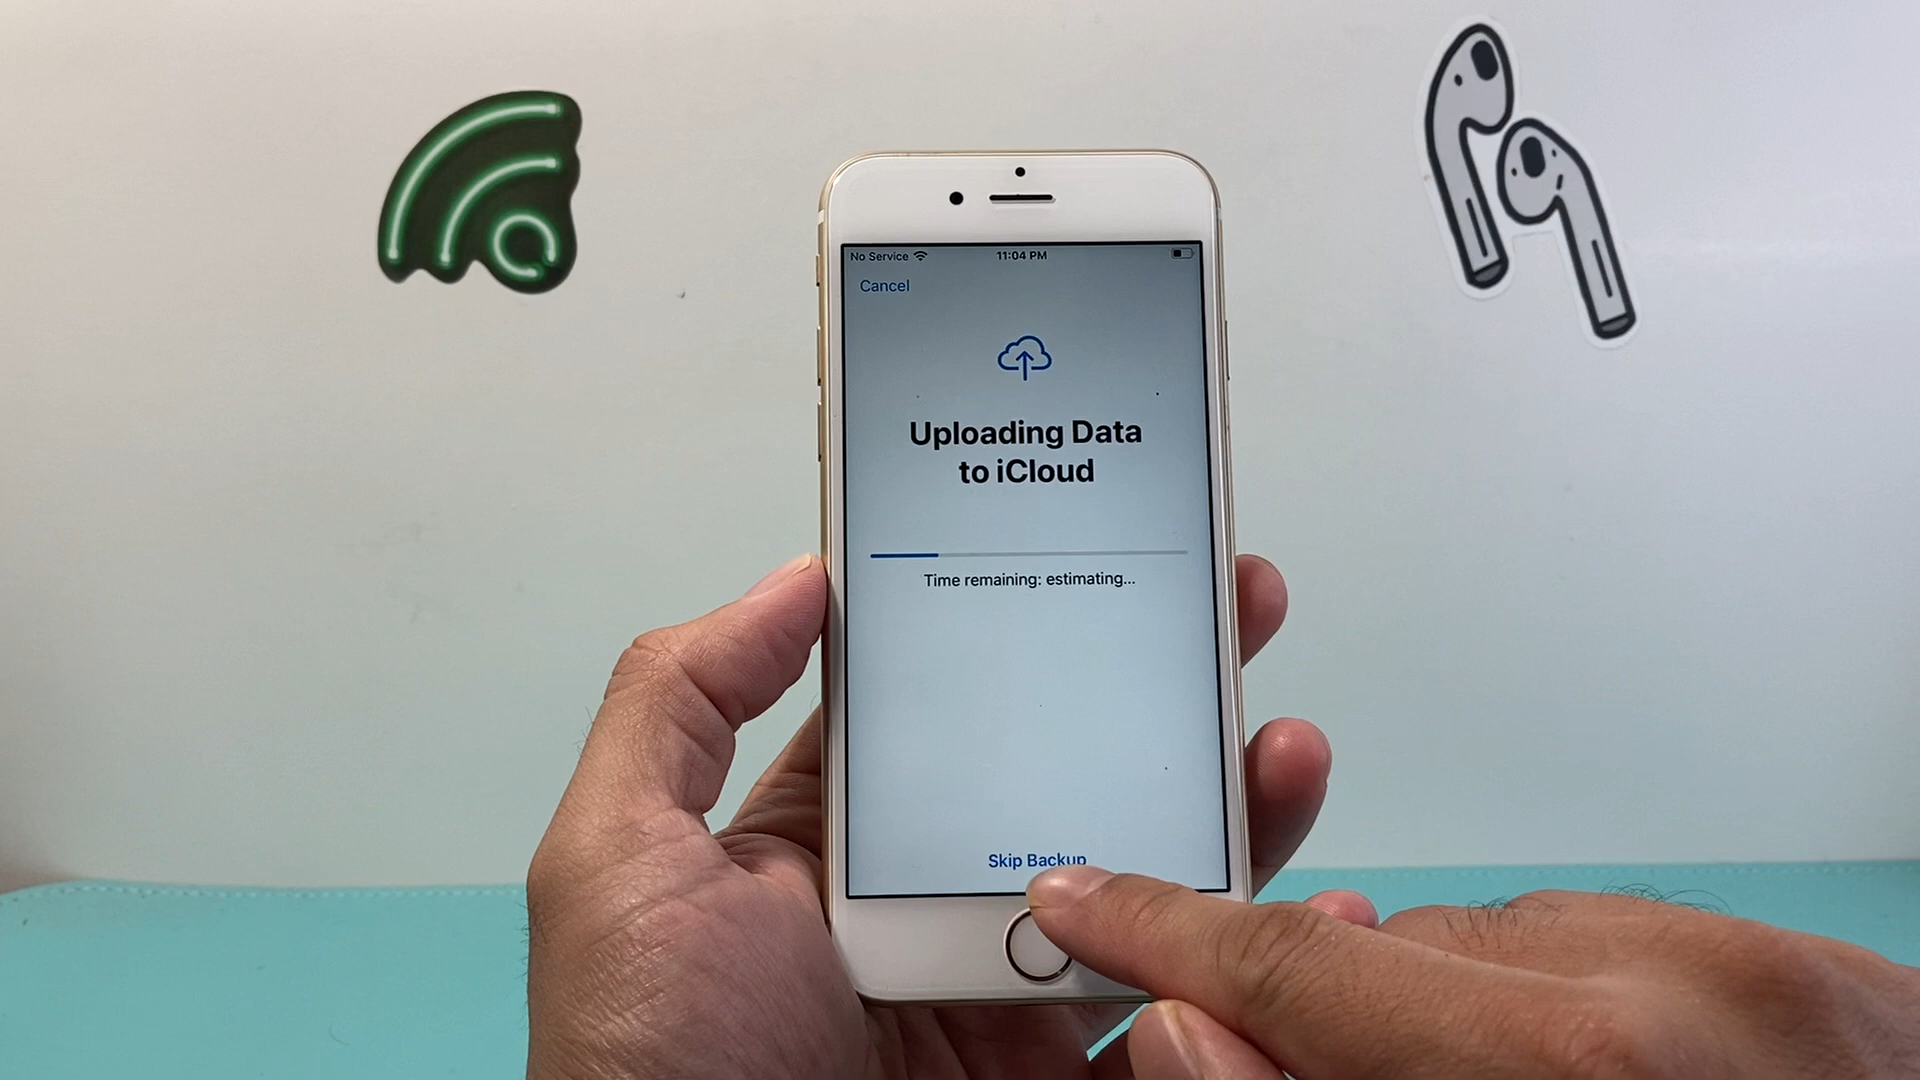 No Service 11:04 PM
Cancel
Uploading Data
to iCloud
Time remaining: estimating...
Skip Backup